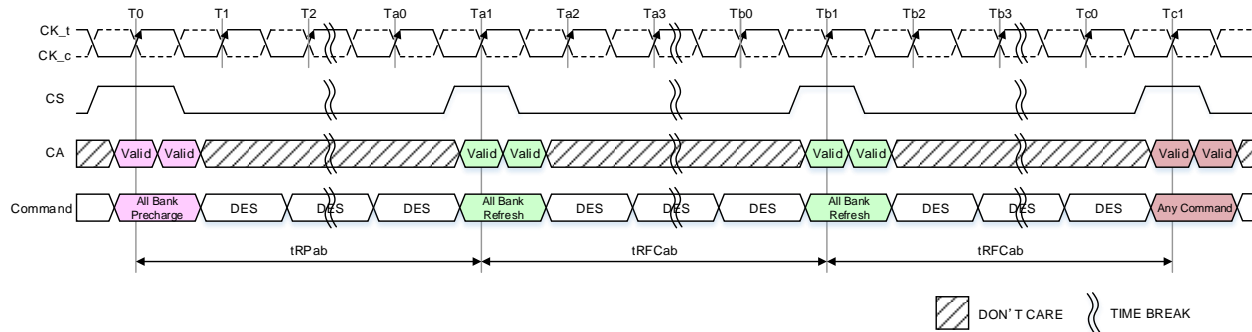 T0 T1 T2 Ta0 Ta1 Ta2 Ta3 Tb0 Tb1 Tb2 Tb3 Tc0 Tc1
CK_t
CK_c
CS
CA Valid Valid Valid Valid Valid Valid Valid Valid
Command All Bank Precharge DES DES DES All Bank Refresh DES DES DES All Bank Refresh DES DES DES Any Command
tRPab tRFCab tRFCab
DON'T CARE TIME BREAK